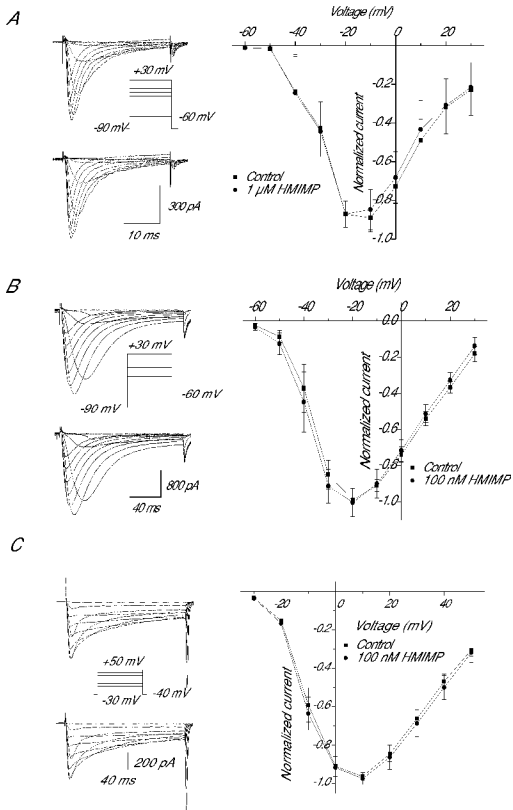 A
+30 mV
-90 mV
-60 mV
300 pA
10 ms
Voltage (mV)
-60 -40 -20 0 20
-0.2
-0.4
-0.6
-0.8
-1.0
Normalized current
Control
1 µM HMIMP
B
+30 mV
-90 mV
-60 mV
800 pA
40 ms
Voltage (mV)
-60 -40 -20 0 20
0.0
-0.2
-0.4
-0.6
-0.8
-1.0
Normalized current
Control
100 nM HMIMP
C
+50 mV
-30 mV
-40 mV
200 pA
40 ms
-20 0 20 40
Voltage (mV)
-0.2
-0.4
-0.6
-0.8
-1.0
Normalized current
Control
100 nM HMIMP